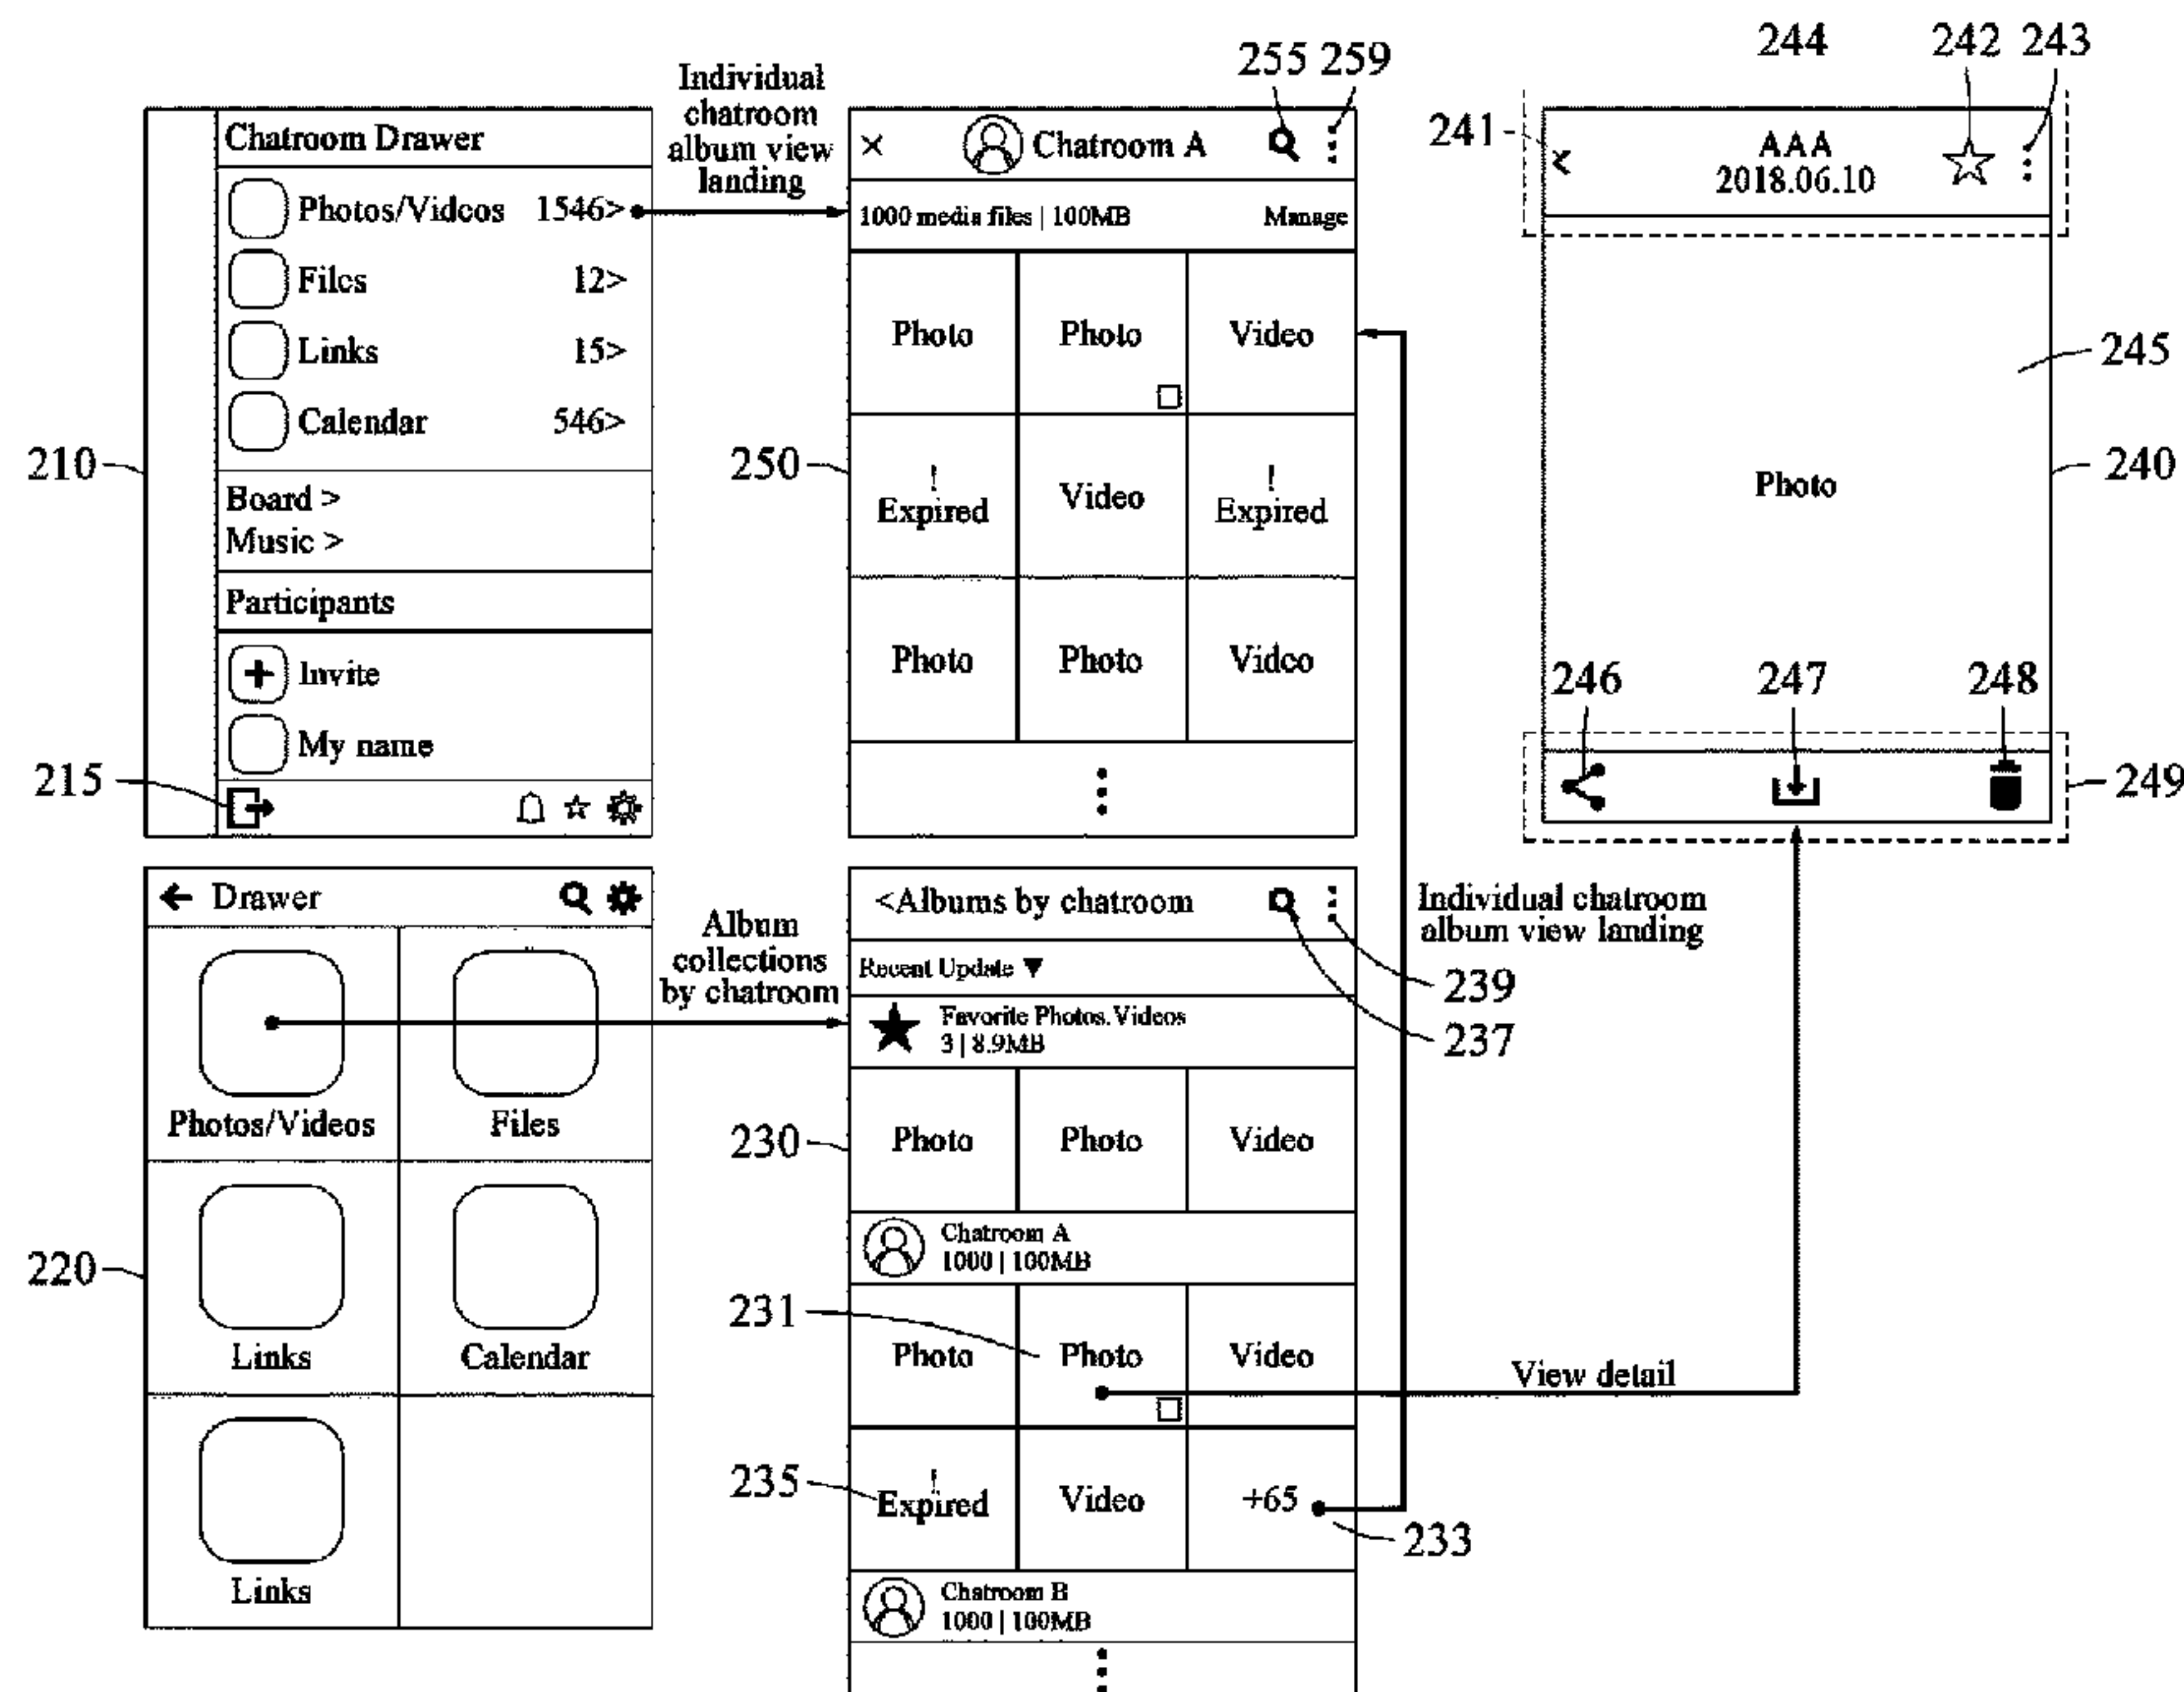 Individual
chatroom
album view
landing
Chatroom Drawer
Photos/Videos 1546>
Files 12>
Links 15>
Calendar 546>
Board >
Music >
Participants
+ Invite
My name
210
215
255 259
× Chatroom A
1000 media files | 100MB Manage
Photo Photo Video
! Expired Video ! Expired
Photo Photo Video
250
244 242 243
241
< AAA
2018.06.10
245
240
Photo
246 247 248
249
← Drawer
Photos/Videos Files
Links Calendar
Links
220
Album
collections
by chatroom
<Albums by chatroom
Recent Update ▼
Favorite Photos.Videos
3 | 8.9MB
Photo Photo Video
Chatroom A
1000 | 100MB
Photo Photo Video
! Expired Video +65
Chatroom B
1000 | 100MB
230
231
235
Individual chatroom
album view landing
239
237
View detail
233